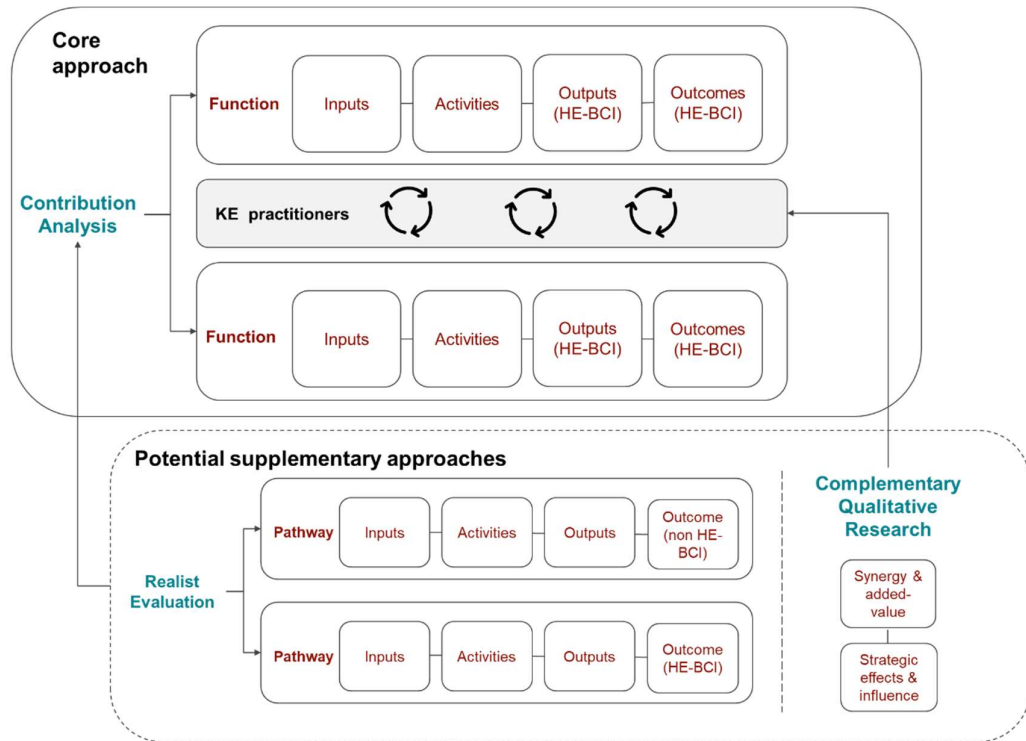 Core
approach
Function
Inputs
Activities
Outputs
(HE-BCI)
Outcomes
(HE-BCI)
Contribution
Analysis
KE practitioners
Function
Inputs
Activities
Outputs
(HE-BCI)
Outcomes
(HE-BCI)
Potential supplementary approaches
Realist
Evaluation
Pathway
Inputs
Activities
Outputs
Outcome
(non HE-
BCI)
Pathway
Inputs
Activities
Outputs
Outcome
(HE-BCI)
Complementary
Qualitative
Research
Synergy &
added-
value
Strategic
effects &
influence